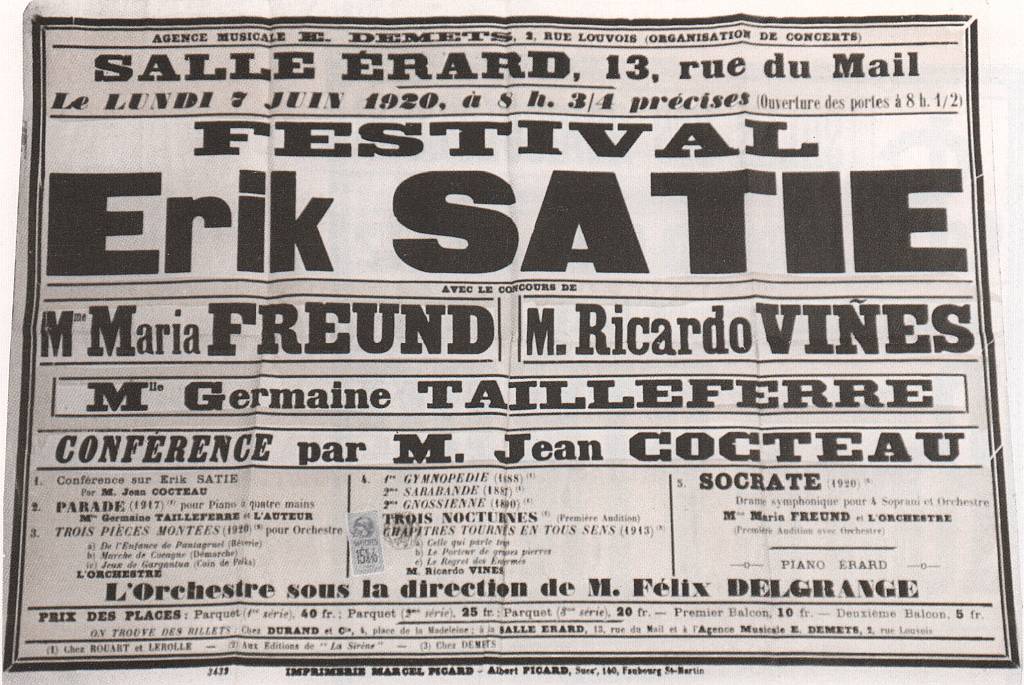 AGENCE MUSICALE E. DEMETS, 2, RUE LOUVOIS (ORGANISATION DE CONCERTS)
SALLE ÉRARD, 13, rue du Mail
Le LUNDI 7 JUIN 1920, à 8 h. 3/4 précises (Ouverture des portes à 8 h. 1/2)
FESTIVAL
Erik SATIE
AVEC LE CONCOURS DE
Mme Maria FREUND
M. Ricardo VIÑES
Mlle Germaine TAILLEFERRE
CONFÉRENCE par M. Jean COCTEAU
1. Conférence sur Erik SATIE
Par M. Jean COCTEAU
2. PARADE (1917) pour Piano à quatre mains
Mlle Germaine TAILLEFERRE et L'AUTEUR
3. TROIS PIÈCES MONTÉES (1920) pour Orchestre
a) De l'Enfance de Pantagruel (Rêverie)
b) Marche de Cocagne (Démarche)
c) Jeux de Gargantua (Coin de Polka)
L'ORCHESTRE
4. 1re GYMNOPEDIE (1888) (1)
2me SARABANDE (1887) (1)
2me GNOSSIENNE (1890) (1)
TROIS NOCTURNES (Première Audition)
CHAPITRES TOURNÉS EN TOUS SENS (1913)
a) Celle qui parle trop
b) Le Porteur de grosses pierres
c) Le Regret des Enfermés
M. Ricardo VINES
5. SOCRATE (1920)
Drame symphonique pour 4 Soprani et Orchestre
Mme Maria FREUND et L'ORCHESTRE
(Première Audition avec Orchestre)
PIANO ÉRARD
L'Orchestre sous la direction de M. Félix DELGRANGE
PRIX DES PLACES: Parquet (1re série), 40 fr.; Parquet (2me série), 25 fr.; Parquet (3me série), 20 fr. — Premier Balcon, 10 fr. — Deuxième Balcon, 5 fr.
ON TROUVE DES BILLETS: Chez DURAND et Cie, 4, place de la Madeleine; à la SALLE ERARD, 13, rue du Mail et à l'Agence Musicale E. DEMETS, 2, rue Louvois
(1) Chez ROUART et LEROLLE — (2) Aux Editions de "La Sirène" — (3) Chez DEMETS
2439 IMPRIMERIE MARCEL PICARD — Albert PICARD, Succr, 140, Faubourg St-Martin